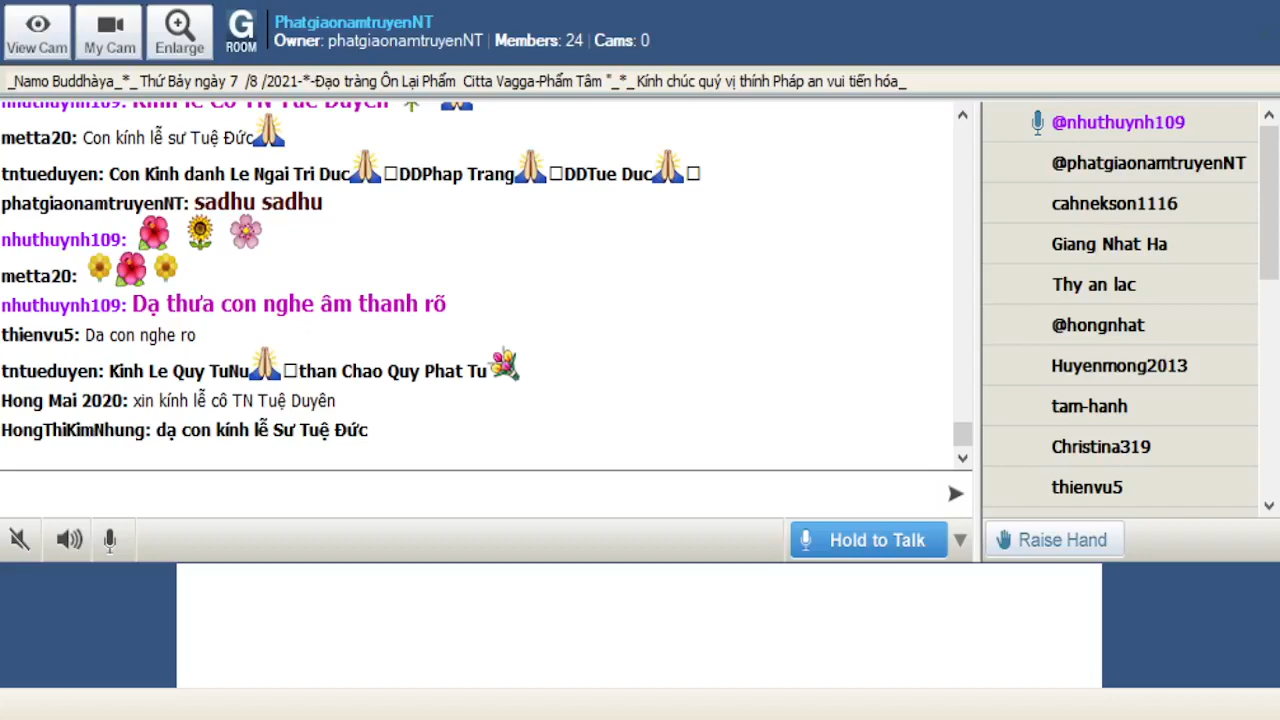 View Cam
My Cam
Enlarge
G
ROOM
PhatgiaonamtruyenNT
Owner: phatgiaonamtruyenNT | Members: 24 | Cams: 0
_Namo Buddhàya_*_Thứ Bảy ngày 7 /8 /2021-*-Đạo tràng Ôn Lại Phẩm Citta Vagga-Phẩm Tâm "_*_Kính chúc quý vị thính Pháp an vui tiến hóa_
nhuthuynh109: Kính lễ Cô TN Tuệ Duyên
metta20: Con kính lễ sư Tuệ Đức
tntueduyen: Con Kinh danh Le Ngai Tri Duc DDPhap Trang DDTue Duc
phatgiaonamtruyenNT: sadhu sadhu
nhuthuynh109:
metta20:
nhuthuynh109: Dạ thưa con nghe âm thanh rõ
thienvu5: Da con nghe ro
tntueduyen: Kinh Le Quy TuNu than Chao Quy Phat Tu
Hong Mai 2020: xin kính lễ cô TN Tuệ Duyên
HongThiKimNhung: dạ con kính lễ Sư Tuệ Đức
Hold to Talk
@nhuthuynh109
@phatgiaonamtruyenNT
cahnekson1116
Giang Nhat Ha
Thy an lac
@hongnhat
Huyenmong2013
tam-hanh
Christina319
thienvu5
Raise Hand